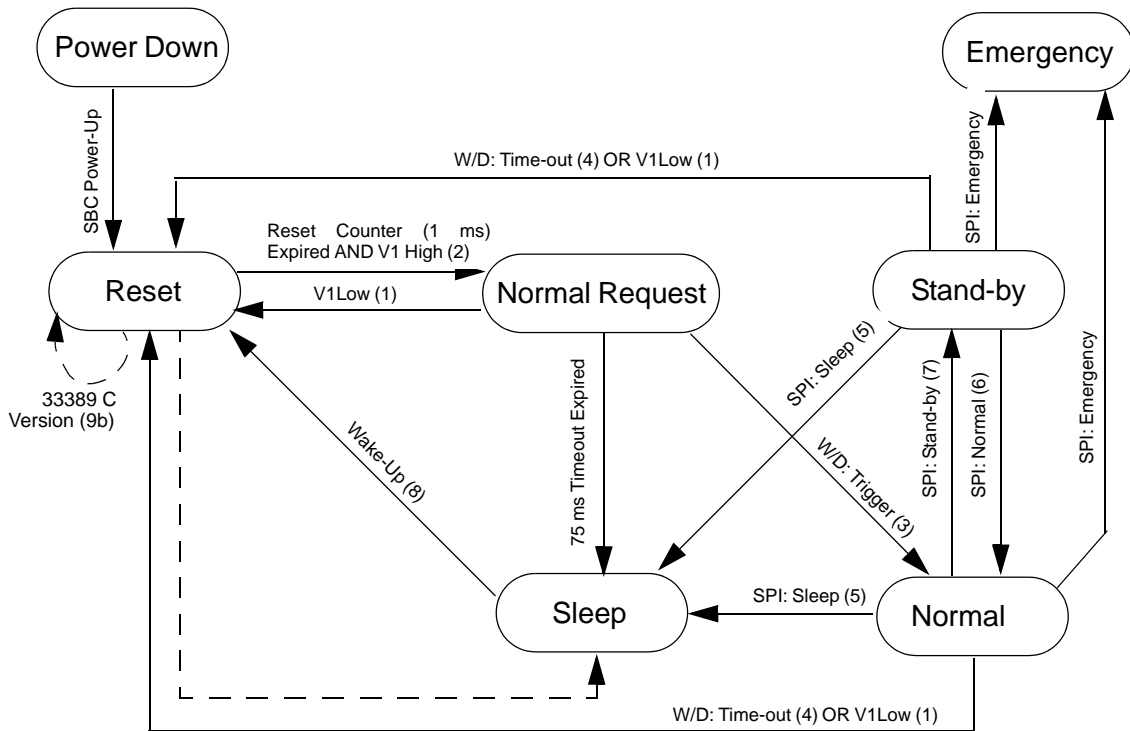 Power Down
Emergency
SBC Power-Up
W/D: Time-out (4) OR V1Low (1)
SPI: Emergency
Reset Counter (1 ms)
Expired AND V1 High (2)
Reset
V1Low (1)
Normal Request
Stand-by
33389 C
Version (9b)
Wake-Up (8)
75 ms Timeout Expired
SPI: Sleep (5)
W/D: Trigger (3)
SPI: Stand-by (7)
SPI: Normal (6)
SPI: Emergency
Sleep
SPI: Sleep (5)
Normal
W/D: Time-out (4) OR V1Low (1)